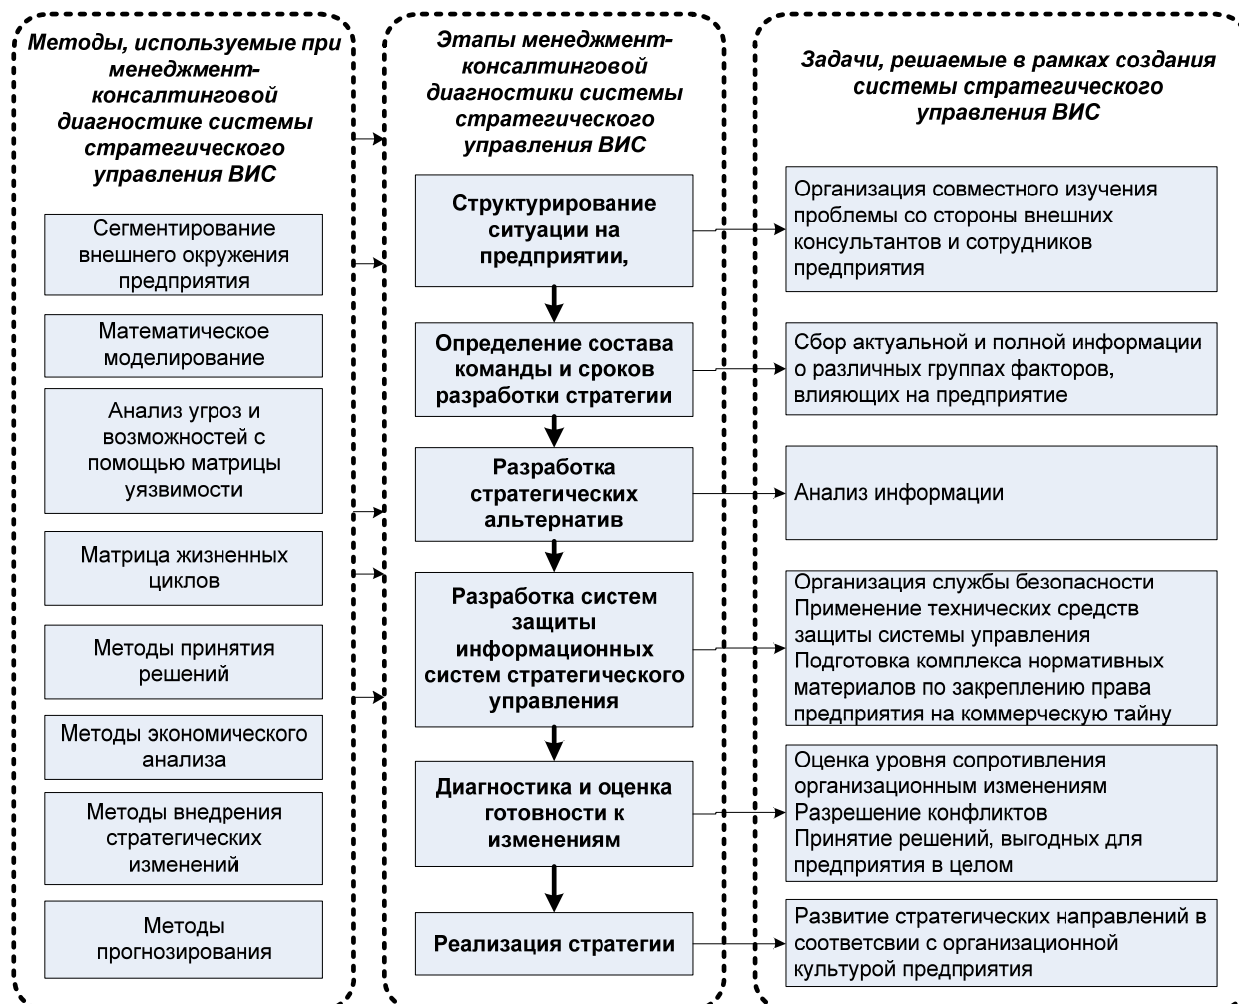 Методы, используемые при
менеджмент-
консалтинговой
диагностике системы
стратегического
управления ВИС
Сегментирование
внешнего окружения
предприятия
Математическое
моделирование
Анализ угроз и
возможностей с
помощью матрицы
уязвимости
Матрица жизненных
циклов
Методы принятия
решений
Методы экономического
анализа
Методы внедрения
стратегических
изменений
Методы
прогнозирования
Этапы менеджмент-
консалтинговой
диагностики системы
стратегического
управления ВИС
Структурирование
ситуации на
предприятии,
Определение состава
команды и сроков
разработки стратегии
Разработка
стратегических
альтернатив
Разработка систем
защиты
информационных
систем стратегического
управления
Диагностика и оценка
готовности к
изменениям
Реализация стратегии
Задачи, решаемые в рамках создания
системы стратегического
управления ВИС
Организация совместного изучения
проблемы со стороны внешних
консультантов и сотрудников
предприятия
Сбор актуальной и полной информации
о различных группах факторов,
влияющих на предприятие
Анализ информации
Организация службы безопасности
Применение технических средств
защиты системы управления
Подготовка комплекса нормативных
материалов по закреплению права
предприятия на коммерческую тайну
Оценка уровня сопротивления
организационным изменениям
Разрешение конфликтов
Принятие решений, выгодных для
предприятия в целом
Развитие стратегических направлений в
соответсвии с организационной
культурой предприятия